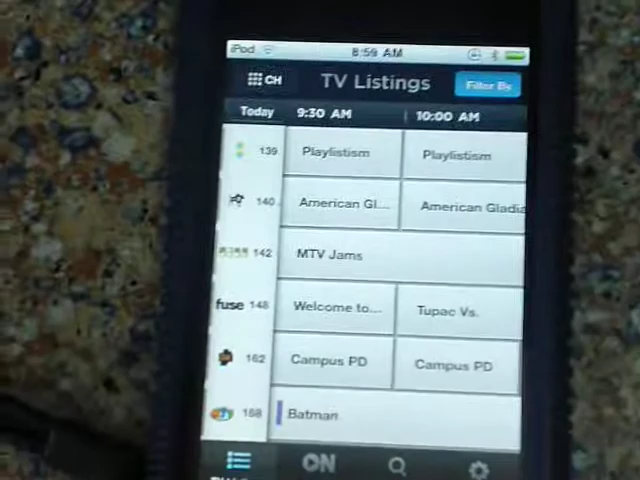 iPod 8:59 AM
CH TV Listings Filter By
Today 9:30 AM 10:00 AM
139 Playlistism Playlistism
140 American Gl... American Gladia
142 MTV Jams
fuse 148 Welcome to... Tupac Vs.
162 Campus PD Campus PD
168 Batman
ON